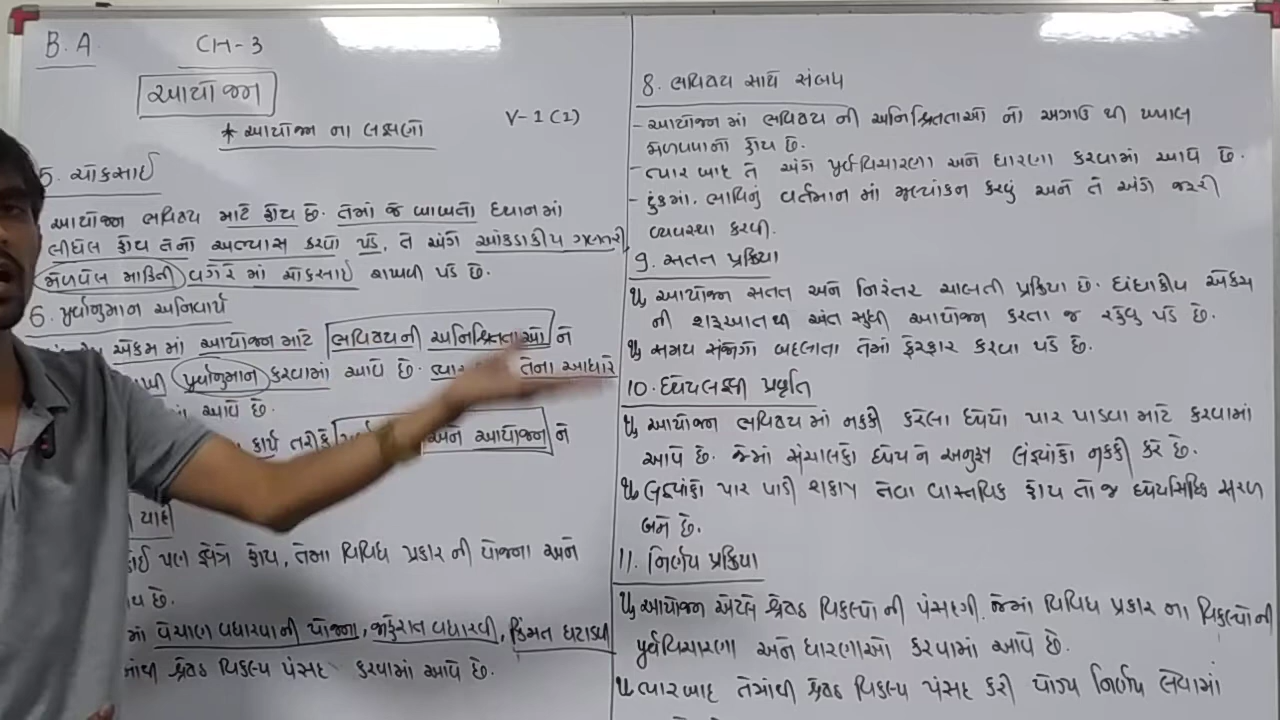 B.A
CH-3
આયોજન
* આયોજન ના લક્ષણો
V-1(2)
5. ચોકસાઈ
આયોજન ભવિષ્ય માટે હોય છે. તેમાં જે બાબતો ધ્યાનમાં
લીધેલ હોય તેનો અભ્યાસ કરવો પડે, તે અંગે આંકડાકીય ગણતરી
મેળવેલ માહિતી વગેરે માં ચોકસાઈ રાખવી પડે છે.
6. પૂર્વાનુમાન અનિવાર્ય
એકમ માં આયોજન માટે ભવિષ્યની અનિશ્ચિતતાઓ ને
પૂર્વાનુમાન કરવામાં આવે છે. તેના આધારે
આવે છે.
કાર્ય તરીકે અને આયોજન ને
યાદી
કોઈ પણ ક્ષેત્રે હોય, તેમા વિવિધ પ્રકાર ની યોજના અને
છે.
માં વેચાણ વધારવાની યોજના, જાહેરાત વધારવી, કિંમત ઘટાડવી
શ્રેષ્ઠ વિકલ્પ પસંદ કરવામાં આવે છે.
8. ભવિષ્ય સાથે સંબધ
- આયોજન માં ભવિષ્ય ની અનિશ્ચિતતાઓ નો અગાઉ થી ખ્યાલ
મેળવવાનો હોય છે.
- ત્યાર બાદ તે અંગે પૂર્વવિચારણા અને ધારણા કરવામાં આવે છે.
- ટુંકમાં, ભાવિનું વર્તમાન માં મૂલ્યાંકન કરવું અને તે અંગે જરૂરી
વ્યવસ્થા કરવી.
9. સતત પ્રક્રિયા
આયોજન સતત અને નિરંતર ચાલતી પ્રક્રિયા છે. ધંધાકીય એકમ
ની શરૂઆત થી અંત સુધી આયોજન કરતા જ રહેવુ પડે છે.
સમય સંજોગો બદલાતા તેમાં ફેરફાર કરવા પડે છે.
10. ધ્યેયલક્ષી પ્રવૃતિ
આયોજન ભવિષ્ય માં નક્કી કરેલા ધ્યેયો પાર પાડવા માટે કરવામાં
આવે છે. જેમાં સંચાલકો ધ્યેય ને અનુરૂપ લક્ષ્યાંકો નક્કી કરે છે.
લક્ષ્યાંકો પાર પાડી શકાય તેવા વાસ્તવિક હોય તો જ ધ્યેયસિદ્ધિ સરળ
બને છે.
11. નિર્ણય પ્રક્રિયા
આયોજન એટલે શ્રેષ્ઠ વિકલ્પો ની પસંદગી. જેમાં વિવિધ પ્રકાર ના વિકલ્પો ની
પૂર્વવિચારણા અને ધારણાઓ કરવામાં આવે છે.
ત્યાર બાદ તેમાંથી શ્રેષ્ઠ વિકલ્પ પસંદ કરી યોગ્ય નિર્ણય લેવામાં